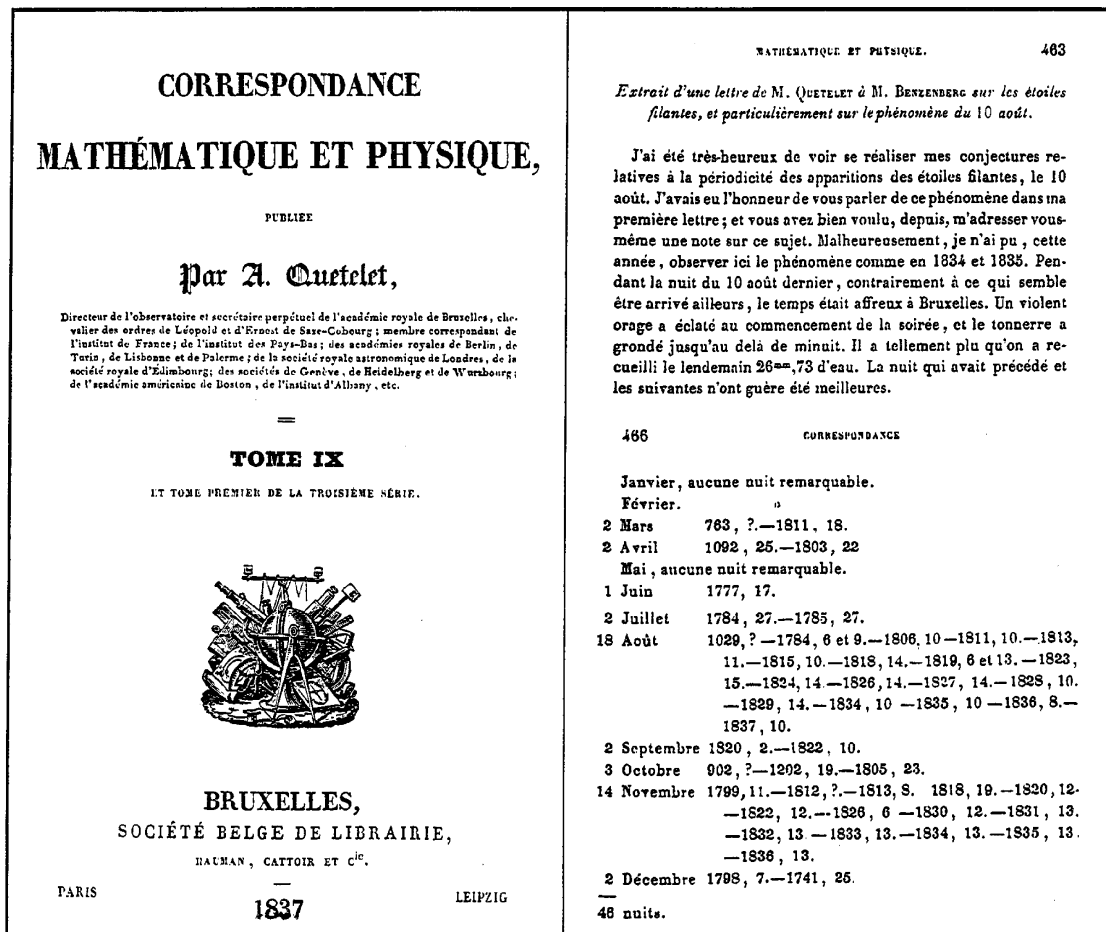 CORRESPONDANCE
MATHÉMATIQUE ET PHYSIQUE,
PUBLIÉE
Par A. Quetelet,
Directeur de l'observatoire et secrétaire perpétuel de l'académie royale de Bruxelles, che-
valier des ordres de Léopold et d'Ernest de Saxe-Cobourg; membre correspondant de
l'institut de France; de l'institut des Pays-Bas; des académies royales de Berlin, de
Turin, de Lisbonne et de Palerme; de la société royale astronomique de Londres, de la
société royale d'Édimbourg; des sociétés de Genève, de Heidelberg et de Wurzbourg;
de l'académie américaine de Boston, de l'institut d'Albany, etc.
TOME IX
ET TOME PREMIER DE LA TROISIÈME SÉRIE.
BRUXELLES,
SOCIÉTÉ BELGE DE LIBRAIRIE,
HAUMAN, CATTOIR ET Cie.
PARIS
LEIPZIG
1837
MATHÉMATIQUE ET PHYSIQUE. 463
Extrait d'une lettre de M. QUETELET à M. BENZENBERG sur les étoiles
filantes, et particulièrement sur le phénomène du 10 août.
J'ai été très-heureux de voir se réaliser mes conjectures re-
latives à la périodicité des apparitions des étoiles filantes, le 10
août. J'avais eu l'honneur de vous parler de ce phénomène dans ma
première lettre; et vous avez bien voulu, depuis, m'adresser vous-
même une note sur ce sujet. Malheureusement, je n'ai pu, cette
année, observer ici le phénomène comme en 1834 et 1835. Pen-
dant la nuit du 10 août dernier, contrairement à ce qui semble
être arrivé ailleurs, le temps était affreux à Bruxelles. Un violent
orage a éclaté au commencement de la soirée, et le tonnerre a
grondé jusqu'au delà de minuit. Il a tellement plu qu'on a re-
cueilli le lendemain 26mm,73 d'eau. La nuit qui avait précédé et
les suivantes n'ont guère été meilleures.
466 CORRESPONDANCE
Janvier, aucune nuit remarquable.
Février. »
2 Mars 763, ?.—1811, 18.
2 Avril 1092, 25.—1803, 22
Mai, aucune nuit remarquable.
1 Juin 1777, 17.
2 Juillet 1784, 27.—1785, 27.
18 Août 1029, ? —1784, 6 et 9.—1806, 10—1811, 10.—1813,
11.—1815, 10.—1818, 14.—1819, 6 et 13.—1823,
15.—1824, 14.—1826, 14.—1827, 14.—1828, 10.
—1829, 14.—1834, 10 —1835, 10 —1836, 8.—
1837, 10.
2 Septembre 1820, 2.—1822, 10.
3 Octobre 902, ?—1202, 19.—1805, 23.
14 Novembre 1799, 11.—1812, ?.—1813, 8. 1818, 19.—1820, 12.
—1822, 12.—1826, 6 —1830, 12.—1831, 13.
—1832, 13 —1833, 13.—1834, 13.—1835, 13.
—1836, 13.
2 Décembre 1798, 7.—1741, 25.
46 nuits.